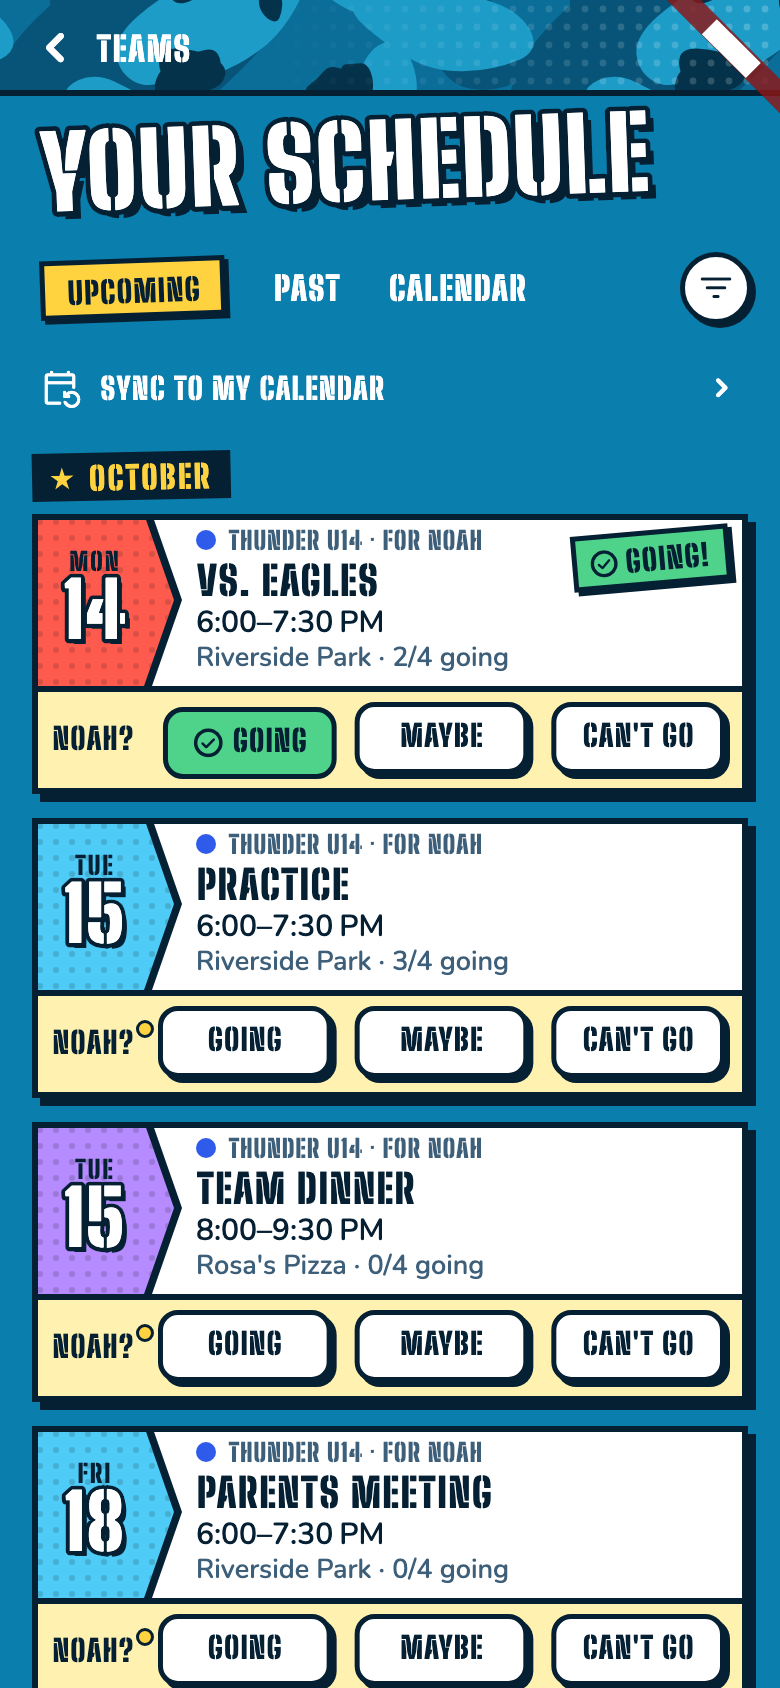 TEAMS
YOUR SCHEDULE
UPCOMING PAST CALENDAR
SYNC TO MY CALENDAR
★ OCTOBER
MON
14
THUNDER U14 · FOR NOAH
GOING!
VS. EAGLES
6:00–7:30 PM
Riverside Park · 2/4 going
NOAH? GOING MAYBE CAN'T GO
TUE
15
THUNDER U14 · FOR NOAH
PRACTICE
6:00–7:30 PM
Riverside Park · 3/4 going
NOAH? GOING MAYBE CAN'T GO
TUE
15
THUNDER U14 · FOR NOAH
TEAM DINNER
8:00–9:30 PM
Rosa's Pizza · 0/4 going
NOAH? GOING MAYBE CAN'T GO
FRI
18
THUNDER U14 · FOR NOAH
PARENTS MEETING
6:00–7:30 PM
Riverside Park · 0/4 going
NOAH? GOING MAYBE CAN'T GO